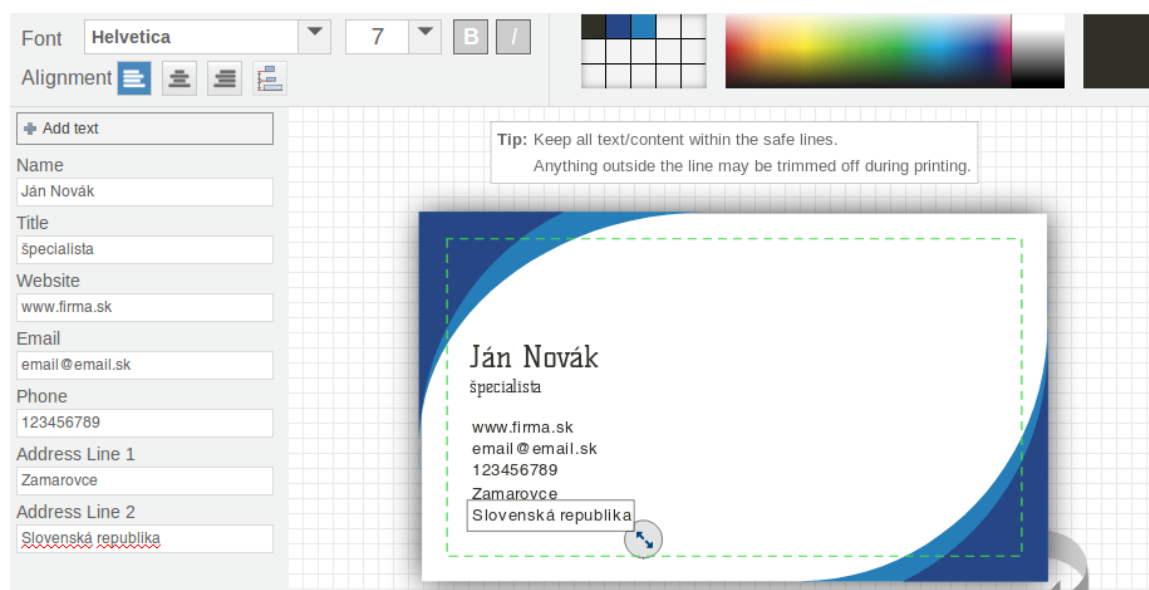 Font Helvetica 7 B I
Alignment
Add text
Name
Ján Novák
Title
špecialista
Website
www.firma.sk
Email
email@email.sk
Phone
123456789
Address Line 1
Zamarovce
Address Line 2
Slovenská republika
Tip: Keep all text/content within the safe lines.
Anything outside the line may be trimmed off during printing.
Ján Novák
špecialista
www.firma.sk
email@email.sk
123456789
Zamarovce
Slovenská republika